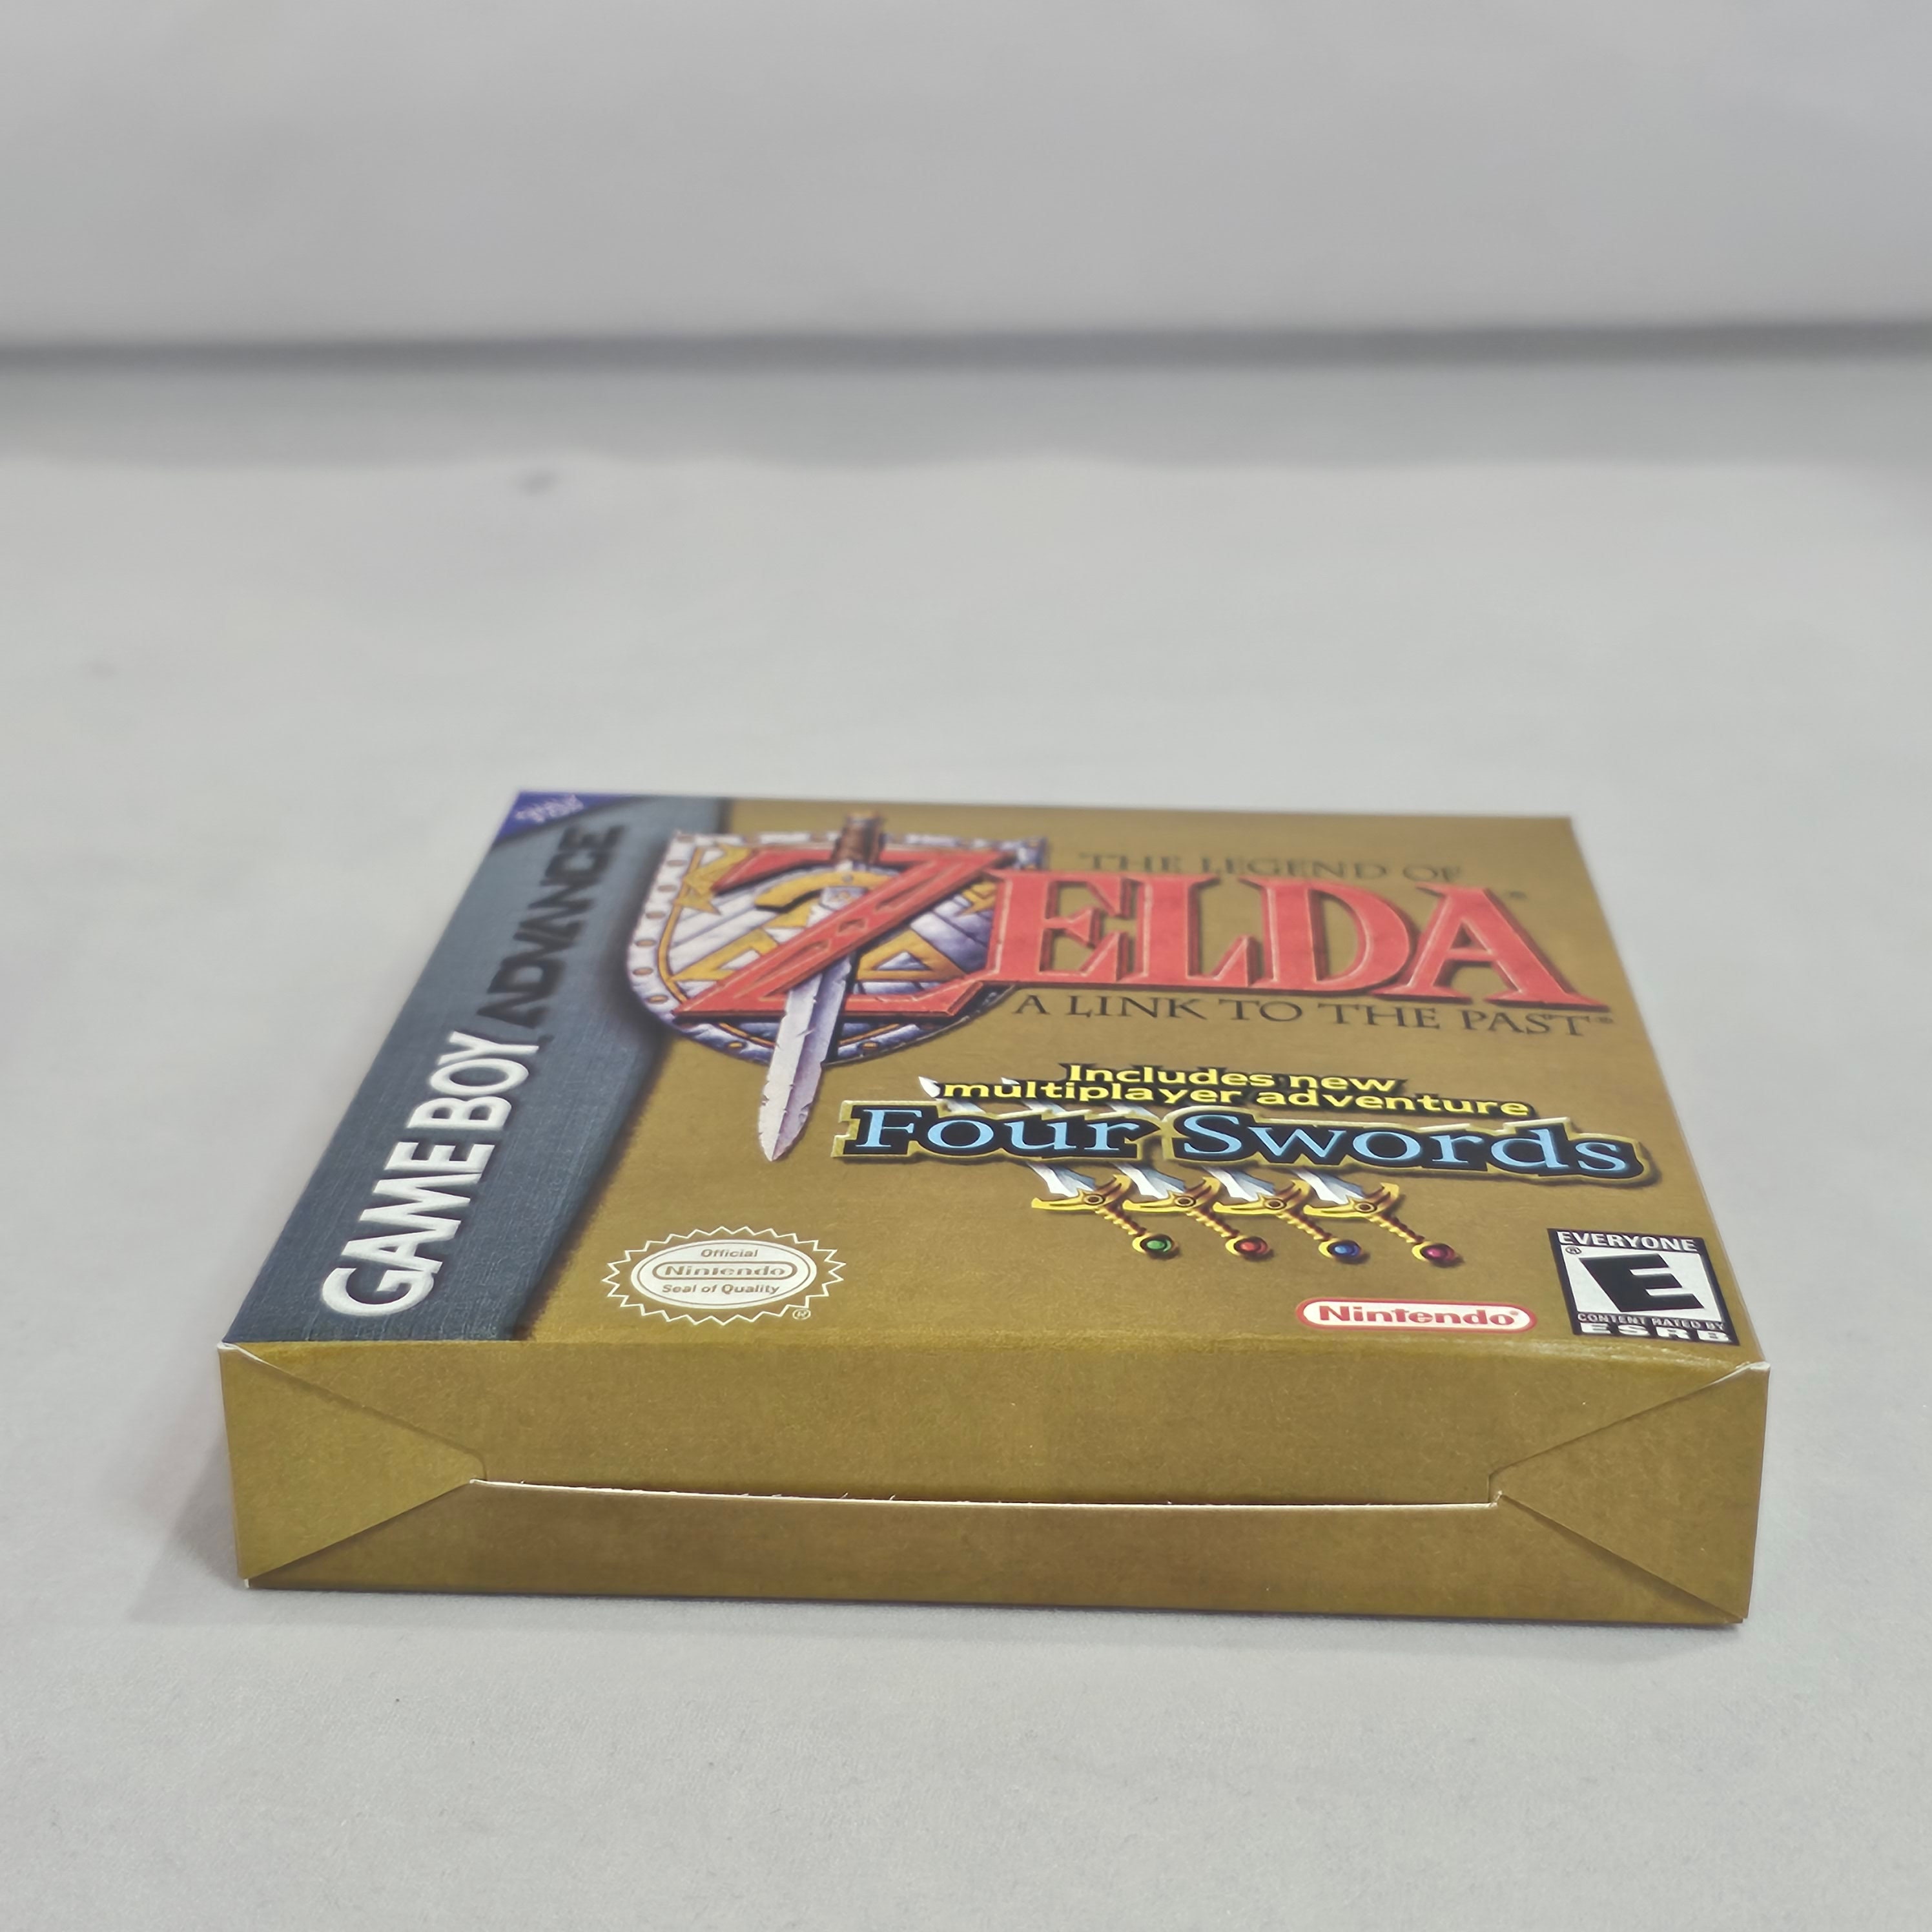 GAME BOY ADVANCE
THE LEGEND OF
ZELDA
A LINK TO THE PAST
Includes new
multiplayer adventure
Four Swords
Official
Nintendo
Seal of Quality
®
Nintendo®
EVERYONE
E
®
CONTENT RATED BY
ESRB